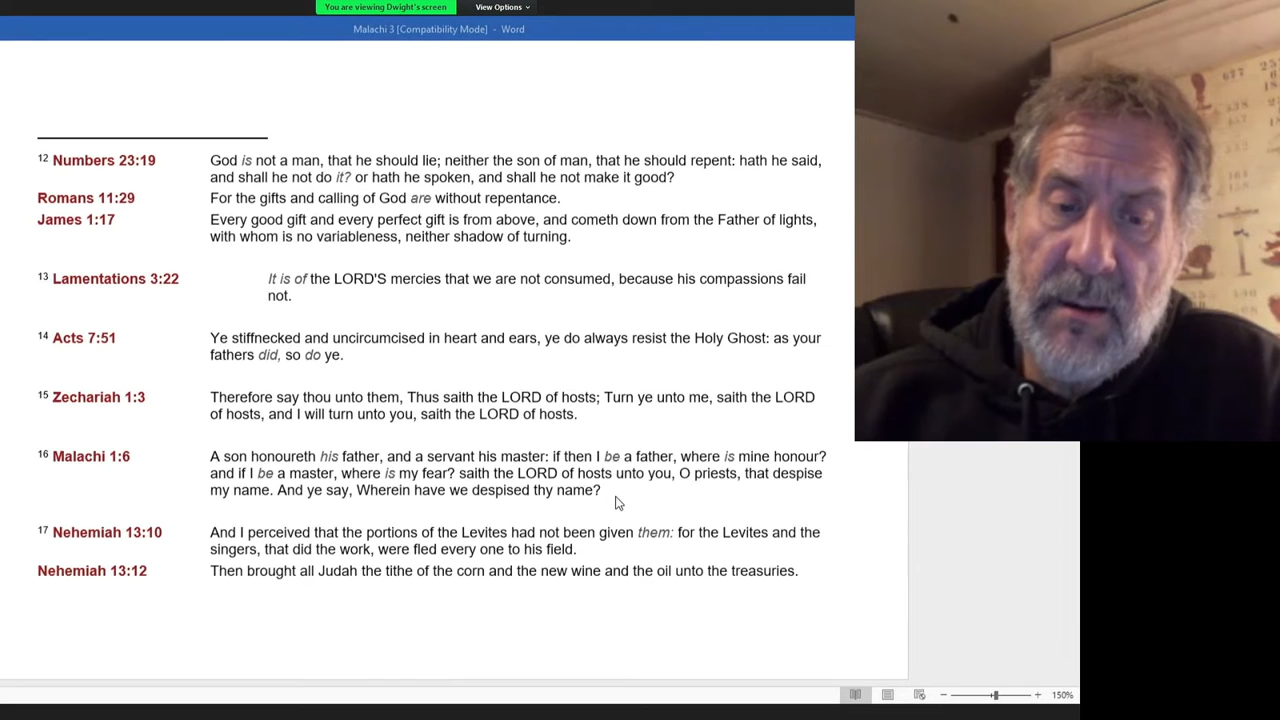 You are viewing Dwight's screen
View Options
Malachi 3 [Compatibility Mode] - Word
12 Numbers 23:19 God is not a man, that he should lie; neither the son of man, that he should repent: hath he said,
and shall he not do it? or hath he spoken, and shall he not make it good?
Romans 11:29 For the gifts and calling of God are without repentance.
James 1:17 Every good gift and every perfect gift is from above, and cometh down from the Father of lights,
with whom is no variableness, neither shadow of turning.
13 Lamentations 3:22 It is of the LORD'S mercies that we are not consumed, because his compassions fail
not.
14 Acts 7:51 Ye stiffnecked and uncircumcised in heart and ears, ye do always resist the Holy Ghost: as your
fathers did, so do ye.
15 Zechariah 1:3 Therefore say thou unto them, Thus saith the LORD of hosts; Turn ye unto me, saith the LORD
of hosts, and I will turn unto you, saith the LORD of hosts.
16 Malachi 1:6 A son honoureth his father, and a servant his master: if then I be a father, where is mine honour?
and if I be a master, where is my fear? saith the LORD of hosts unto you, O priests, that despise
my name. And ye say, Wherein have we despised thy name?
17 Nehemiah 13:10 And I perceived that the portions of the Levites had not been given them: for the Levites and the
singers, that did the work, were fled every one to his field.
Nehemiah 13:12 Then brought all Judah the tithe of the corn and the new wine and the oil unto the treasuries.
150%
677